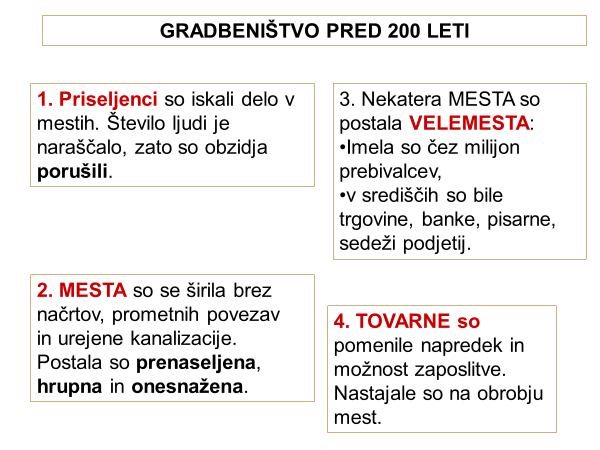 GRADBENIŠTVO PRED 200 LETI
1. Priseljenci so iskali delo v
mestih. Število ljudi je
naraščalo, zato so obzidja
porušili.
2. MESTA so se širila brez
načrtov, prometnih povezav
in urejene kanalizacije.
Postala so prenaseljena,
hrupna in onesnažena.
3. Nekatera MESTA so
postala VELEMESTA:
•Imela so čez milijon
prebivalcev,
•v središčih so bile
trgovine, banke, pisarne,
sedeži podjetij.
4. TOVARNE so
pomenile napredek in
možnost zaposlitve.
Nastajale so na obrobju
mest.